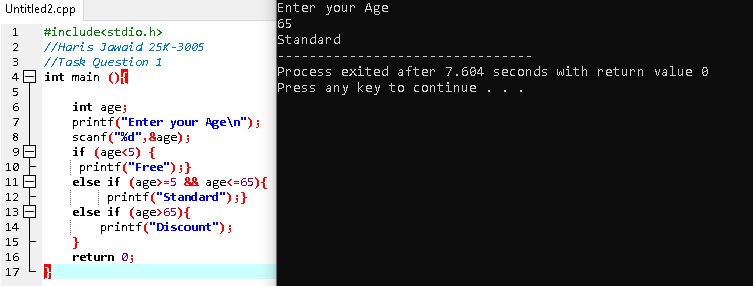 Untitled2.cpp
1 #include<stdio.h>
2 //Haris Jawaid 25K-3005
3 //Task Question 1
4 int main (){
5
6 int age;
7 printf("Enter your Age\n");
8 scanf("%d",&age);
9 if (age<5) {
10 printf("Free");}
11 else if (age>=5 && age<=65){
12 printf("Standard");}
13 else if (age>65){
14 printf("Discount");
15 }
16 return 0;
17 }
Enter your Age
65
Standard
--------------------------------
Process exited after 7.604 seconds with return value 0
Press any key to continue . . .